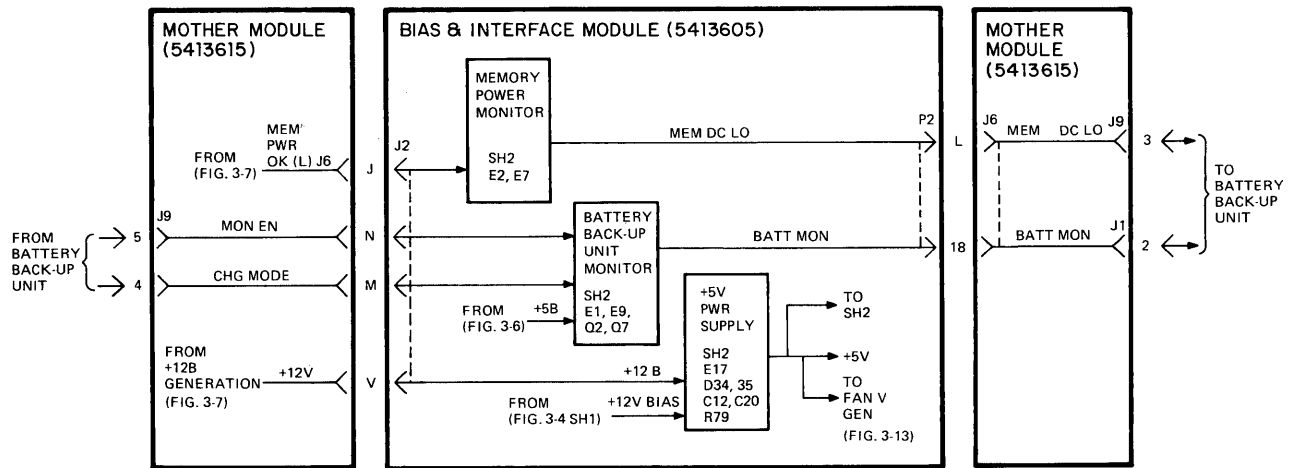 MOTHER MODULE
(5413615)
MEM'
PWR
OK (L) J6
FROM
(FIG. 3-7)
J
J9
FROM
BATTERY
BACK-UP
UNIT
5
MON EN
N
4
CHG MODE
M
FROM
+12B
GENERATION
(FIG. 3-7)
+12V
V
BIAS & INTERFACE MODULE (5413605)
J2
MEMORY
POWER
MONITOR
SH2
E2, E7
MEM DC LO
P2
L
BATTERY
BACK-UP
UNIT
MONITOR
SH2
E1, E9,
Q2, Q7
BATT MON
18
FROM
(FIG. 3-6)
+5B
+5V
PWR
SUPPLY
SH2
E17
D34, 35
C12, C20
R79
+12 B
FROM
(FIG. 3-4 SH1)
+12V BIAS
TO
SH2
+5V
TO
FAN V
GEN
(FIG. 3-13)
MOTHER
MODULE
(5413615)
J6
MEM DC LO
J9
3
BATT MON
J1
2
TO
BATTERY
BACK-UP
UNIT